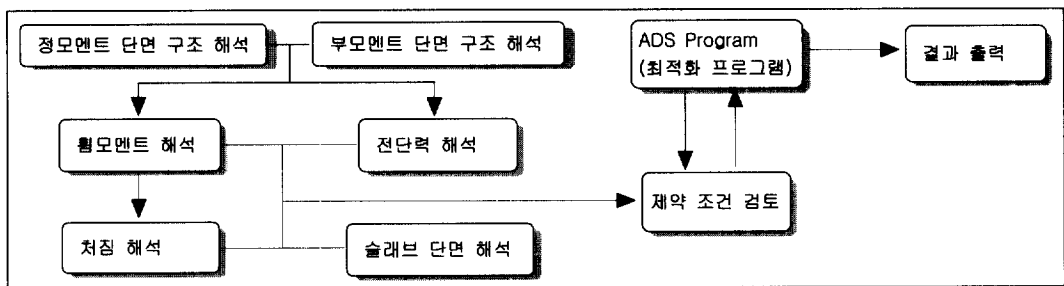 정모멘트 단면 구조 해석
부모멘트 단면 구조 해석
ADS Program
(최적화 프로그램)
결과 출력
휨모멘트 해석
전단력 해석
제약 조건 검토
처짐 해석
슬래브 단면 해석